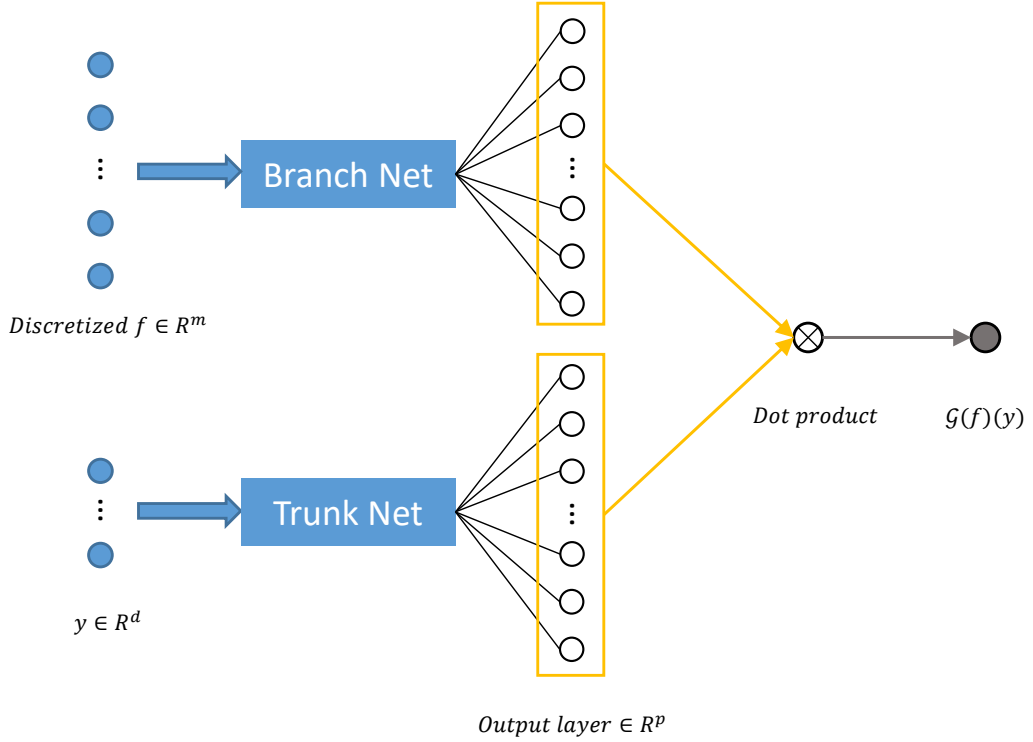 Branch Net
Discretized f ∈ R^m
Dot product
𝒢(f)(y)
Trunk Net
y ∈ R^d
Output layer ∈ R^p